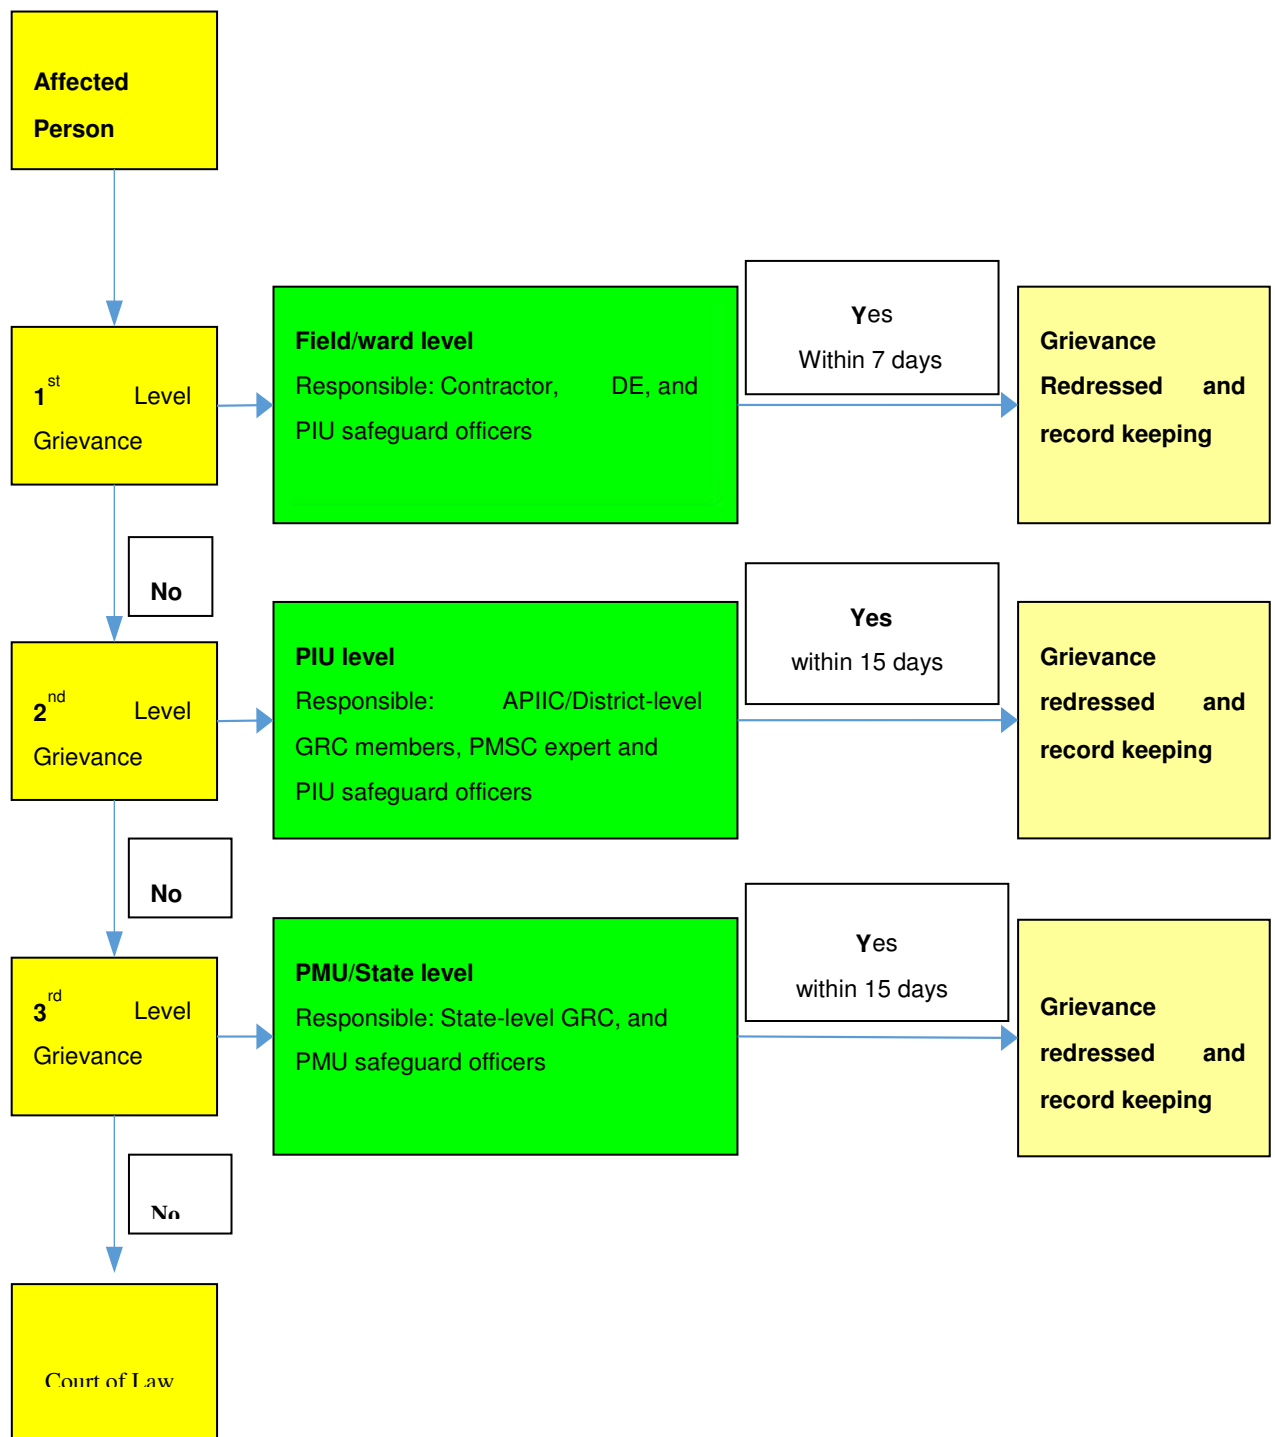 Affected
Person
1st Level
Grievance
Field/ward level
Responsible: Contractor, DE, and
PIU safeguard officers
Yes
Within 7 days
Grievance
Redressed and
record keeping
No
2nd Level
Grievance
PIU level
Responsible: APIIC/District-level
GRC members, PMSC expert and
PIU safeguard officers
Yes
within 15 days
Grievance
redressed and
record keeping
No
3rd Level
Grievance
PMU/State level
Responsible: State-level GRC, and
PMU safeguard officers
Yes
within 15 days
Grievance
redressed and
record keeping
No
Court of Law